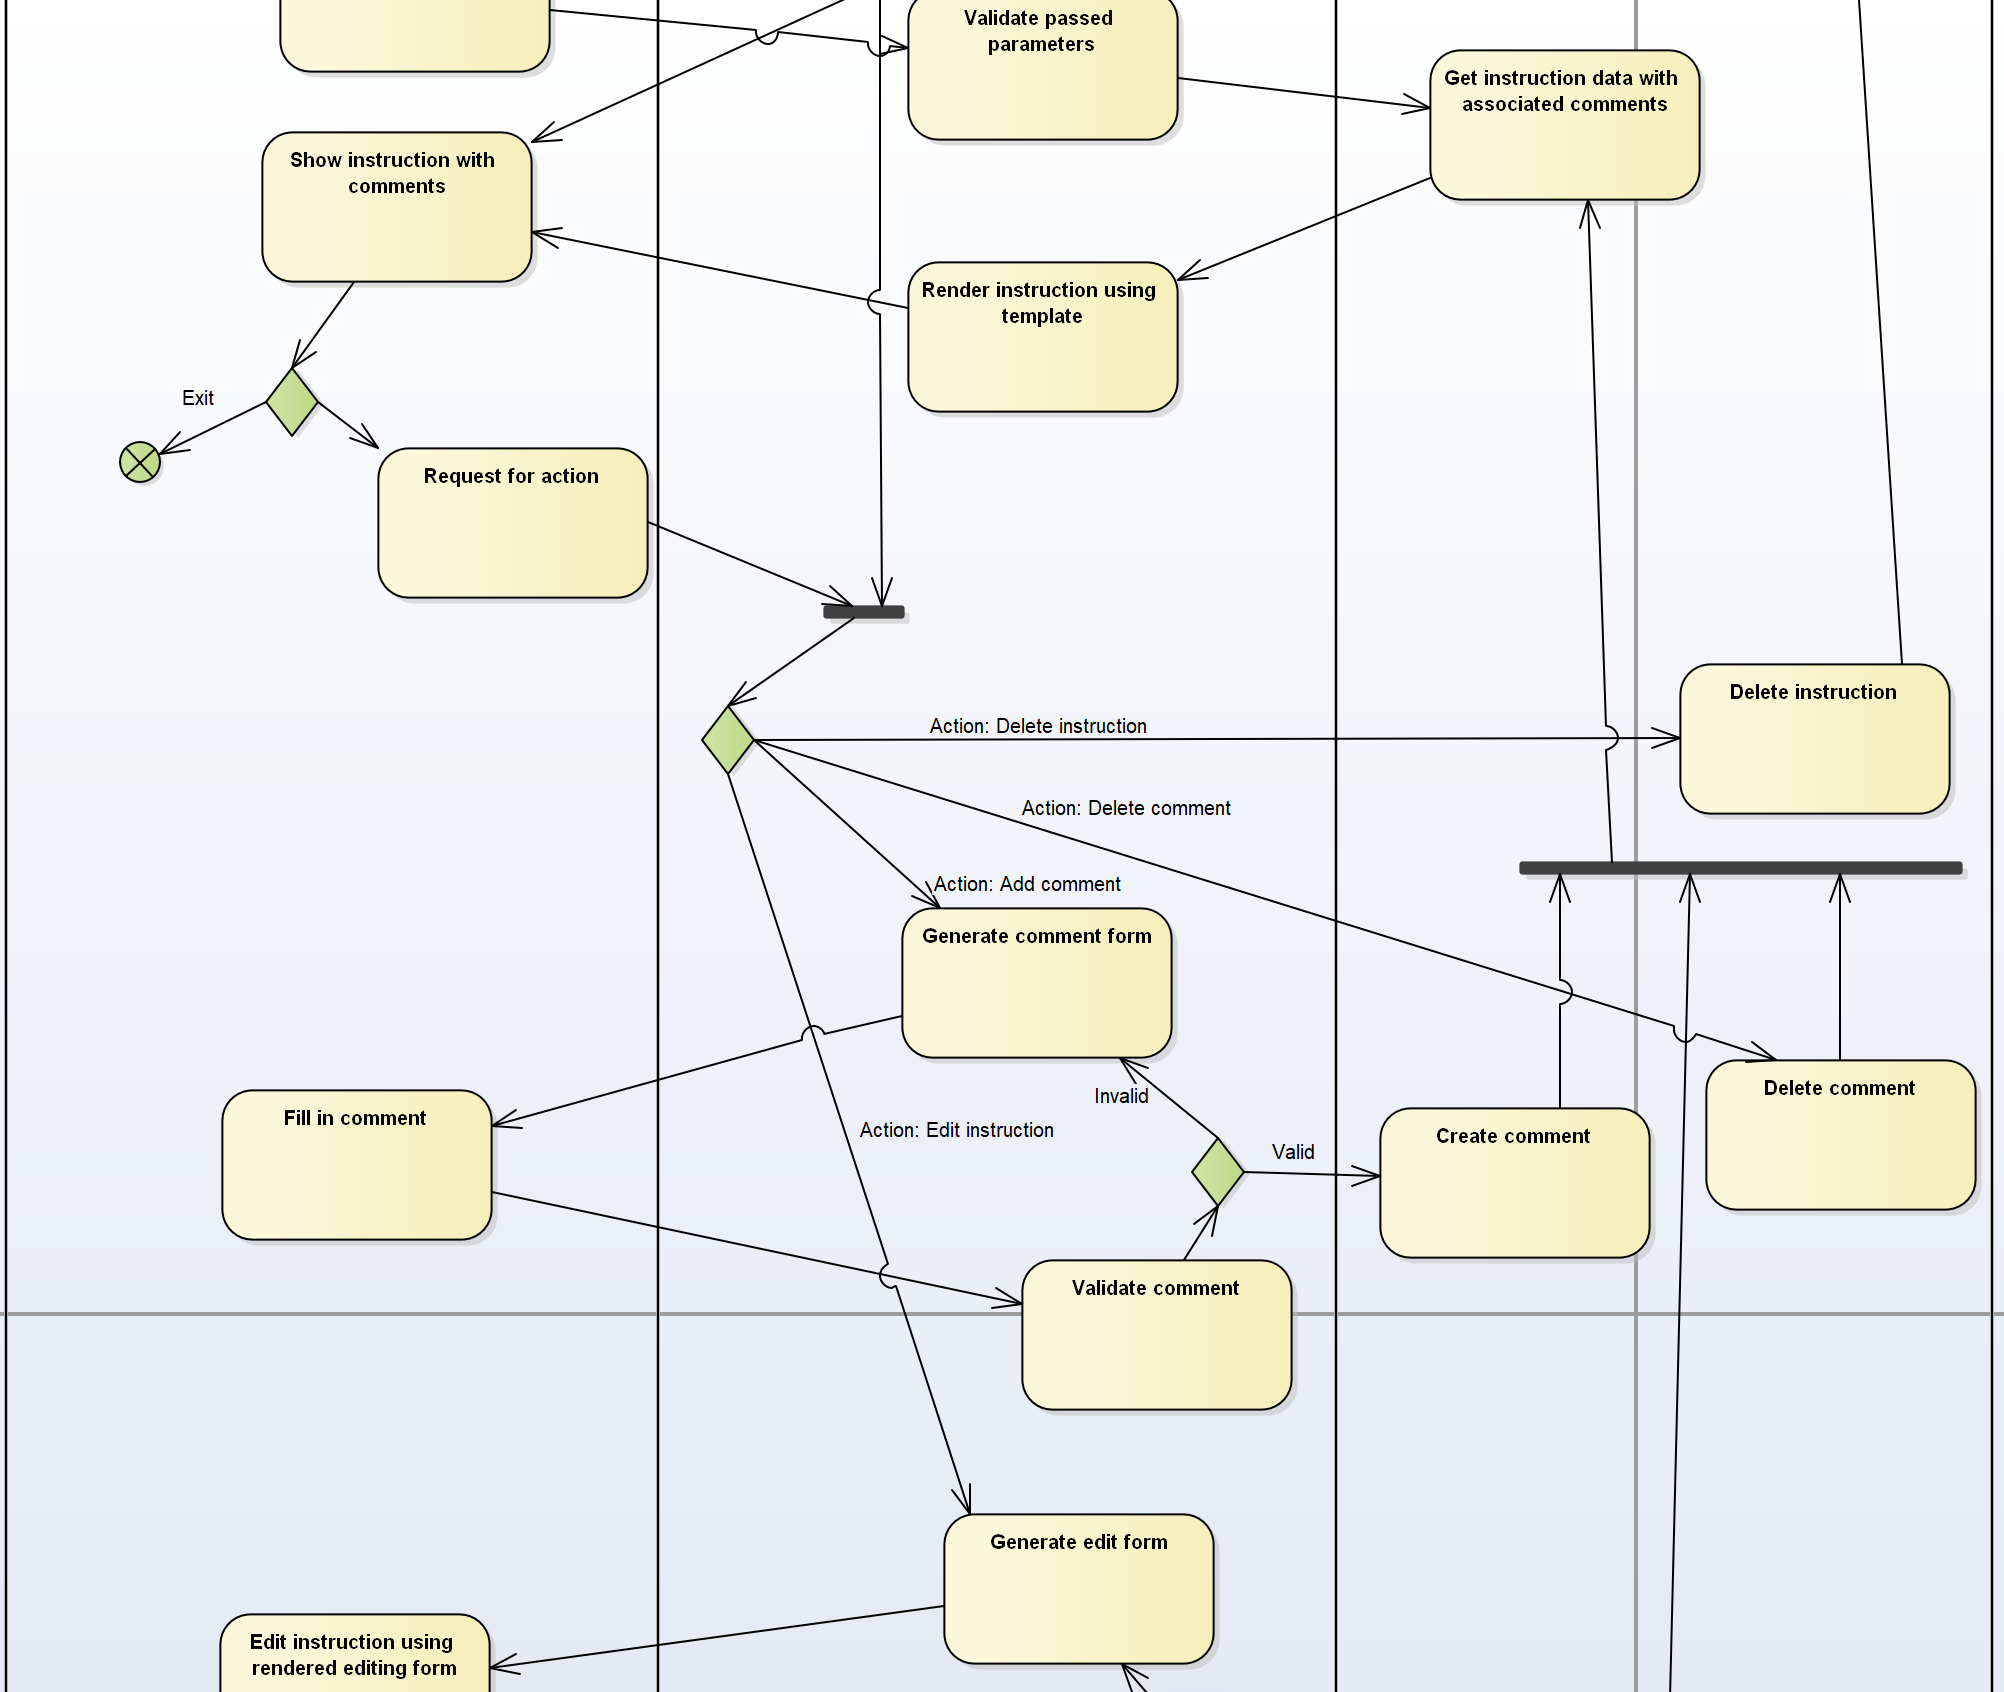 Validate passed
parameters
Get instruction data with
associated comments
Show instruction with
comments
Render instruction using
template
Exit
Request for action
Delete instruction
Action: Delete instruction
Action: Delete comment
Action: Add comment
Generate comment form
Invalid
Delete comment
Fill in comment
Action: Edit instruction
Create comment
Valid
Validate comment
Generate edit form
Edit instruction using
rendered editing form